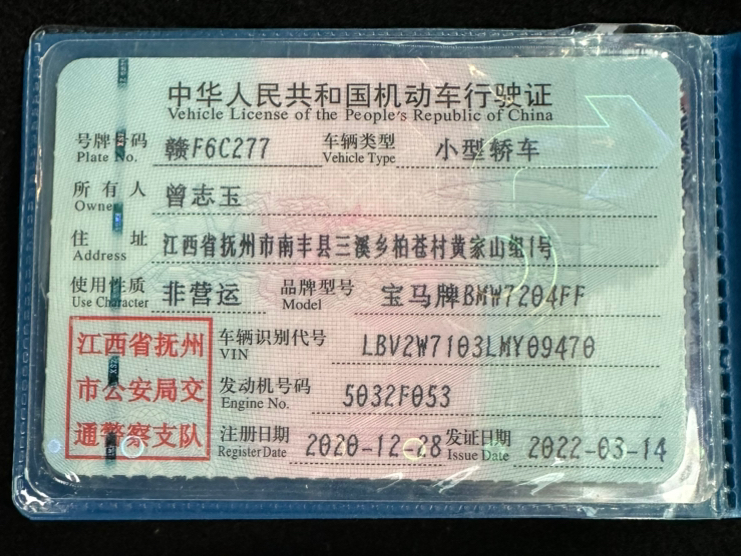 中华人民共和国机动车行驶证
Vehicle License of the People's Republic of China
号牌号码 赣F6C277 车辆类型 小型轿车
Plate No. Vehicle Type
所有人 曾志玉
Owner
住址 江西省抚州市南丰县三溪乡柏苍村黄家山组1号
Address
使用性质 非营运 品牌型号 宝马牌BMW7204FF
Use Character Model
江西省抚州 车辆识别代号 LBV2W7103LMY09470
VIN
市公安局交 发动机号码 5032F053
Engine No.
通警察支队 注册日期 2020-12-28 发证日期 2022-03-14
Register Date Issue Date